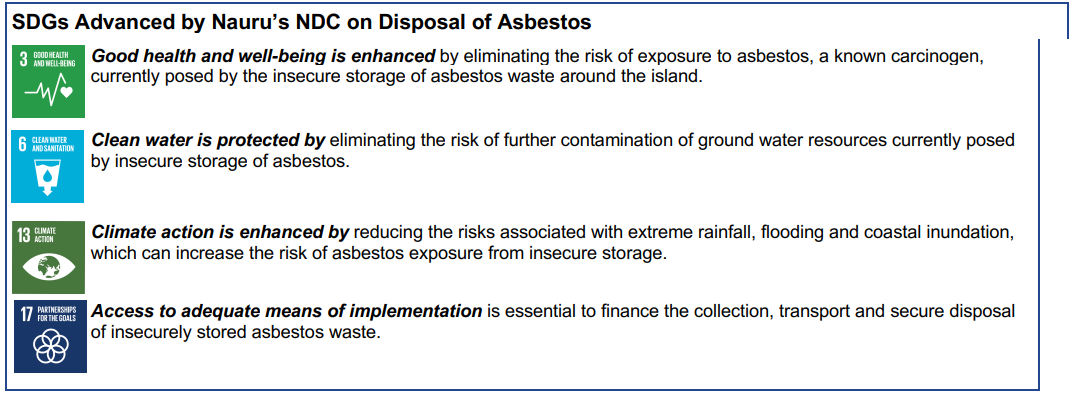 SDGs Advanced by Nauru's NDC on Disposal of Asbestos
3 GOOD HEALTH
AND WELL-BEING
Good health and well-being is enhanced by eliminating the risk of exposure to asbestos, a known carcinogen,
currently posed by the insecure storage of asbestos waste around the island.
6 CLEAN WATER
AND SANITATION
Clean water is protected by eliminating the risk of further contamination of ground water resources currently posed
by insecure storage of asbestos.
13 CLIMATE
ACTION
Climate action is enhanced by reducing the risks associated with extreme rainfall, flooding and coastal inundation,
which can increase the risk of asbestos exposure from insecure storage.
17 PARTNERSHIPS
FOR THE GOALS
Access to adequate means of implementation is essential to finance the collection, transport and secure disposal
of insecurely stored asbestos waste.